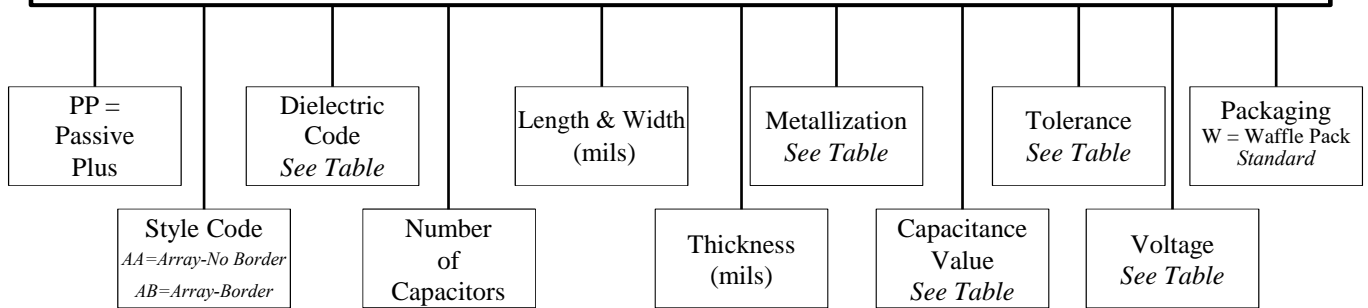 PP =
Passive
Plus
Style Code
AA=Array-No Border
AB=Array-Border
Dielectric
Code
See Table
Number
of
Capacitors
Length & Width
(mils)
Thickness
(mils)
Metallization
See Table
Capacitance
Value
See Table
Tolerance
See Table
Voltage
See Table
Packaging
W = Waffle Pack
Standard